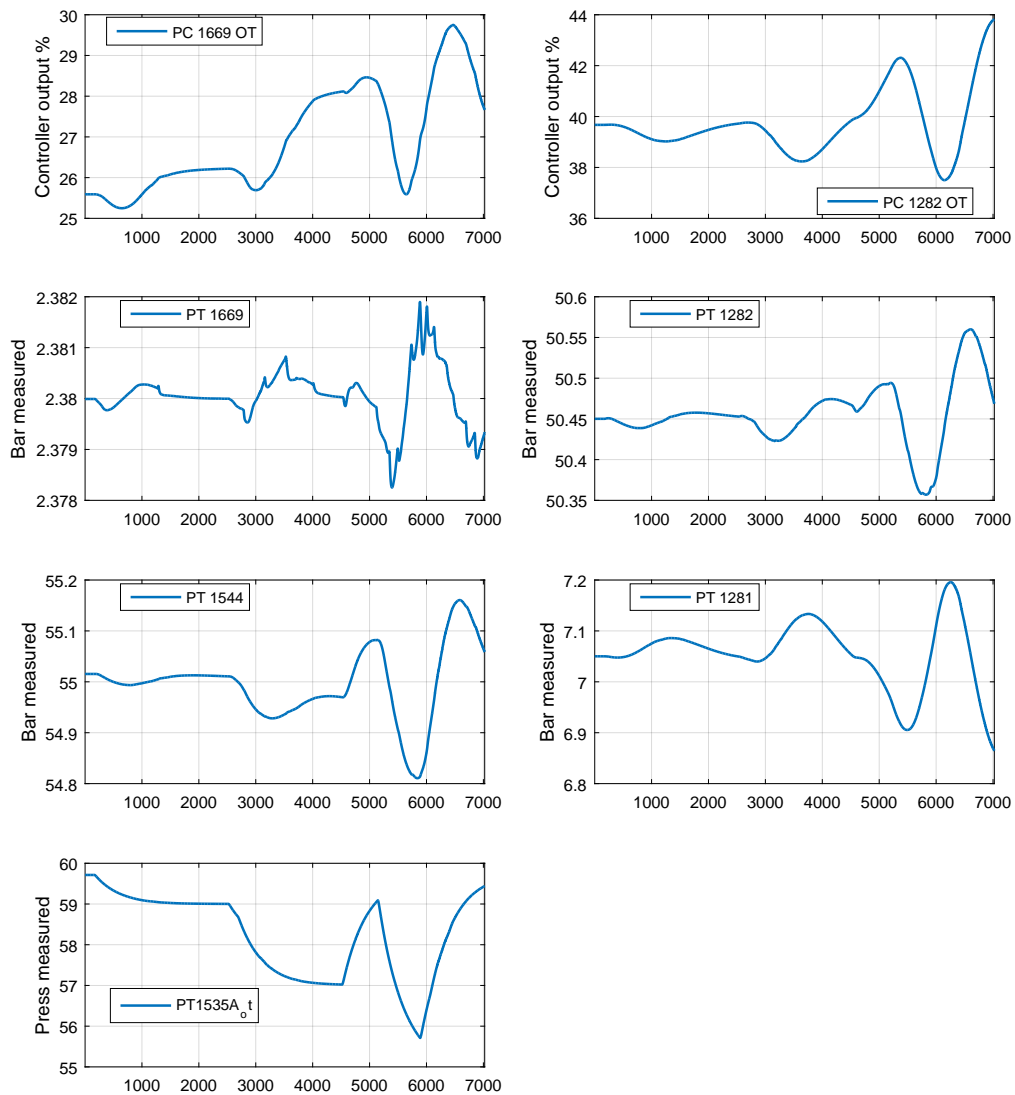 30
29
28
27
26
25
Controller output %
PC 1669 OT
1000 2000 3000 4000 5000 6000 7000
44
42
40
38
36
Controller output %
PC 1282 OT
1000 2000 3000 4000 5000 6000 7000
2.382
2.381
2.38
2.379
2.378
Bar measured
PT 1669
1000 2000 3000 4000 5000 6000 7000
50.6
50.55
50.5
50.45
50.4
50.35
Bar measured
PT 1282
1000 2000 3000 4000 5000 6000 7000
55.2
55.1
55
54.9
54.8
Bar measured
PT 1544
1000 2000 3000 4000 5000 6000 7000
7.2
7.1
7
6.9
6.8
Bar measured
PT 1281
1000 2000 3000 4000 5000 6000 7000
60
59
58
57
56
55
Press measured
PT1535A_ot
1000 2000 3000 4000 5000 6000 7000